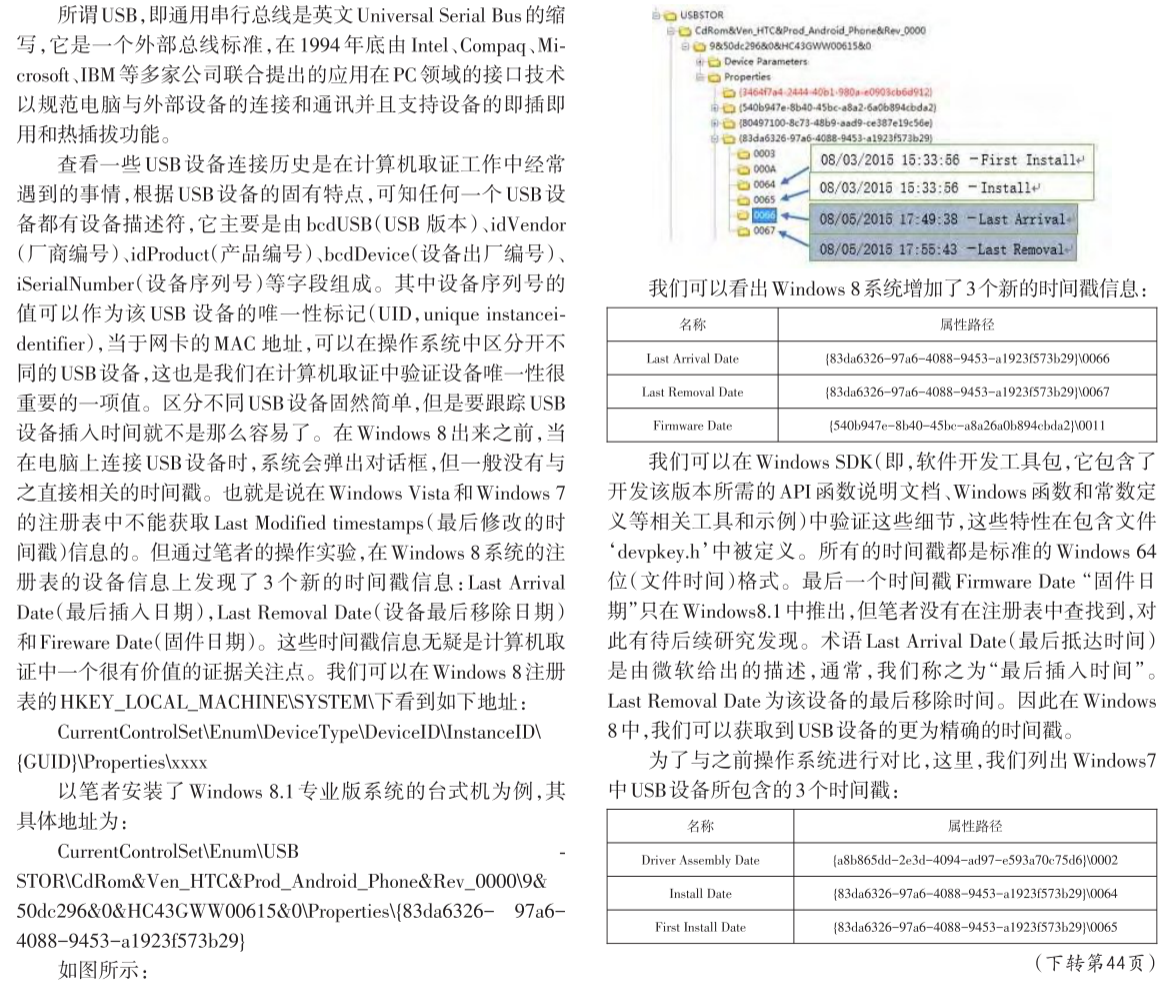 所谓USB,即通用串行总线是英文Universal Serial Bus的缩
写,它是一个外部总线标准,在1994年底由Intel、Compaq、Mi-
crosoft、IBM等多家公司联合提出的应用在PC领域的接口技术
以规范电脑与外部设备的连接和通讯并且支持设备的即插即
用和热插拔功能。
查看一些USB设备连接历史是在计算机取证工作中经常
遇到的事情,根据USB设备的固有特点,可知任何一个USB设
备都有设备描述符,它主要是由bcdUSB(USB 版本)、idVendor
(厂商编号)、idProduct(产品编号)、bcdDevice(设备出厂编号)、
iSerialNumber(设备序列号)等字段组成。其中设备序列号的
值可以作为该USB 设备的唯一性标记(UID,unique instancei-
dentifier),当于网卡的MAC 地址,可以在操作系统中区分开不
同的USB设备,这也是我们在计算机取证中验证设备唯一性很
重要的一项值。区分不同USB设备固然简单,但是要跟踪USB
设备插入时间就不是那么容易了。在Windows 8出来之前,当
在电脑上连接USB设备时,系统会弹出对话框,但一般没有与
之直接相关的时间戳。也就是说在Windows Vista和Windows 7
的注册表中不能获取Last Modified timestamps(最后修改的时
间戳)信息的。但通过笔者的操作实验,在Windows 8系统的注
册表的设备信息上发现了3个新的时间戳信息:Last Arrival
Date(最后插入日期),Last Removal Date(设备最后移除日期)
和Fireware Date(固件日期)。这些时间戳信息无疑是计算机取
证中一个很有价值的证据关注点。我们可以在Windows 8注册
表的HKEY_LOCAL_MACHINE\SYSTEM\下看到如下地址:
CurrentControlSet\Enum\DeviceType\DeviceID\InstanceID\
{GUID}\Properties\xxxx
以笔者安装了Windows 8.1专业版系统的台式机为例,其
具体地址为:
CurrentControlSet\Enum\USB -
STOR\CdRom&Ven_HTC&Prod_Android_Phone&Rev_0000\9&
50dc296&0&HC43GWW00615&0\Properties\{83da6326- 97a6-
4088-9453-a1923f573b29}
如图所示:
USBSTOR
CdRom&Ven_HTC&Prod_Android_Phone&Rev_0000
9&50dc296&0&HC43GWW00615&0
Device Parameters
Properties
{3464f7a4-2444-40b1-980a-e0903cb6d912}
{540b947e-8b40-45bc-a8a2-6a0b894cbda2}
{80497100-8c73-48b9-aad9-ce387e19c56e}
{83da6326-97a6-4088-9453-a1923f573b29}
0003
000A
0064
0065
0066
0067
08/03/2015 15:33:56 -First Install
08/03/2015 15:33:56 -Install
08/05/2015 17:49:38 -Last Arrival
08/05/2015 17:55:43 -Last Removal
我们可以看出Windows 8系统增加了3个新的时间戳信息:
名称 属性路径
Last Arrival Date {83da6326-97a6-4088-9453-a1923f573b29}\0066
Last Removal Date {83da6326-97a6-4088-9453-a1923f573b29}\0067
Firmware Date {540b947e-8b40-45bc-a8a26a0b894cbda2}\0011
我们可以在Windows SDK(即,软件开发工具包,它包含了
开发该版本所需的API函数说明文档、Windows 函数和常数定
义等相关工具和示例)中验证这些细节,这些特性在包含文件
‘devpkey.h’中被定义。所有的时间戳都是标准的Windows 64
位(文件时间)格式。最后一个时间戳Firmware Date “固件日
期”只在Windows8.1中推出,但笔者没有在注册表中查找到,对
此有待后续研究发现。术语Last Arrival Date(最后抵达时间)
是由微软给出的描述,通常,我们称之为“最后插入时间”。
Last Removal Date为该设备的最后移除时间。因此在Windows
8中,我们可以获取到USB设备的更为精确的时间戳。
为了与之前操作系统进行对比,这里,我们列出Windows7
中USB设备所包含的3个时间戳:
名称 属性路径
Driver Assembly Date {a8b865dd-2e3d-4094-ad97-e593a70c75d6}\0002
Install Date {83da6326-97a6-4088-9453-a1923f573b29}\0064
First Install Date {83da6326-97a6-4088-9453-a1923f573b29}\0065
(下转第44页)